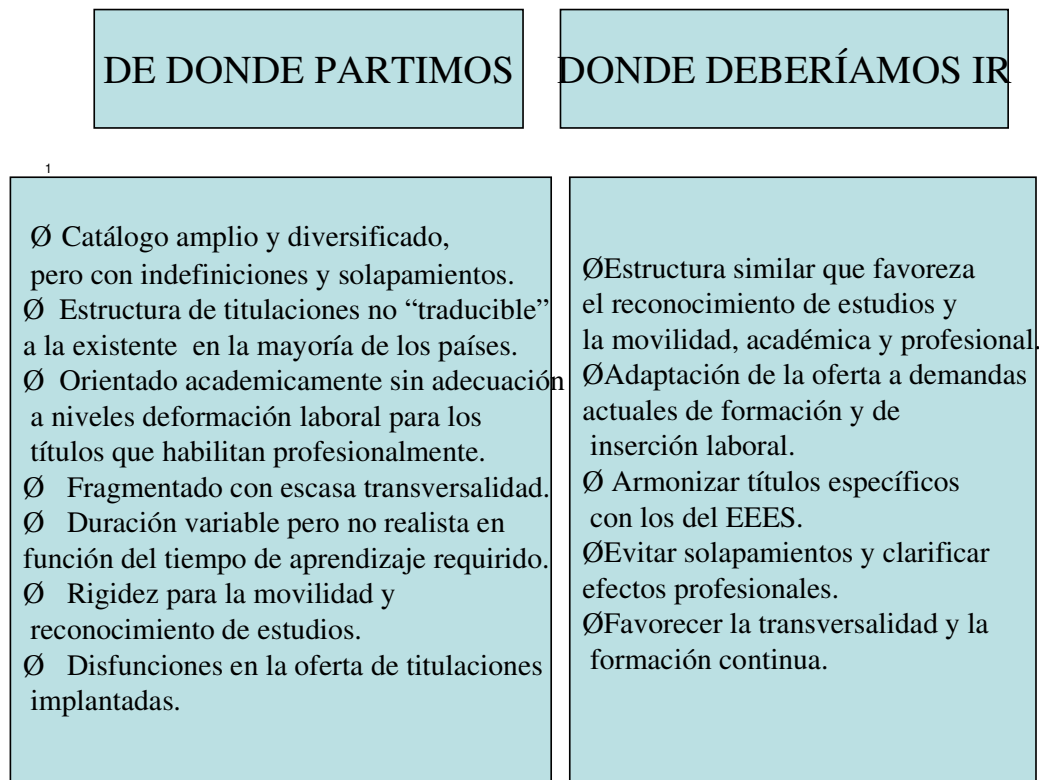 DE DONDE PARTIMOS
DONDE DEBERÍAMOS IR
1
Ø Catálogo amplio y diversificado,
pero con indefiniciones y solapamientos.
Ø Estructura de titulaciones no “traducible”
a la existente en la mayoría de los países.
Ø Orientado academicamente sin adecuación
a niveles deformación laboral para los
títulos que habilitan profesionalmente.
Ø Fragmentado con escasa transversalidad.
Ø Duración variable pero no realista en
función del tiempo de aprendizaje requirido.
Ø Rigidez para la movilidad y
reconocimiento de estudios.
Ø Disfunciones en la oferta de titulaciones
implantadas.
ØEstructura similar que favoreza
el reconocimiento de estudios y
la movilidad, académica y profesional.
ØAdaptación de la oferta a demandas
actuales de formación y de
inserción laboral.
Ø Armonizar títulos específicos
con los del EEES.
ØEvitar solapamientos y clarificar
efectos profesionales.
ØFavorecer la transversalidad y la
formación continua.